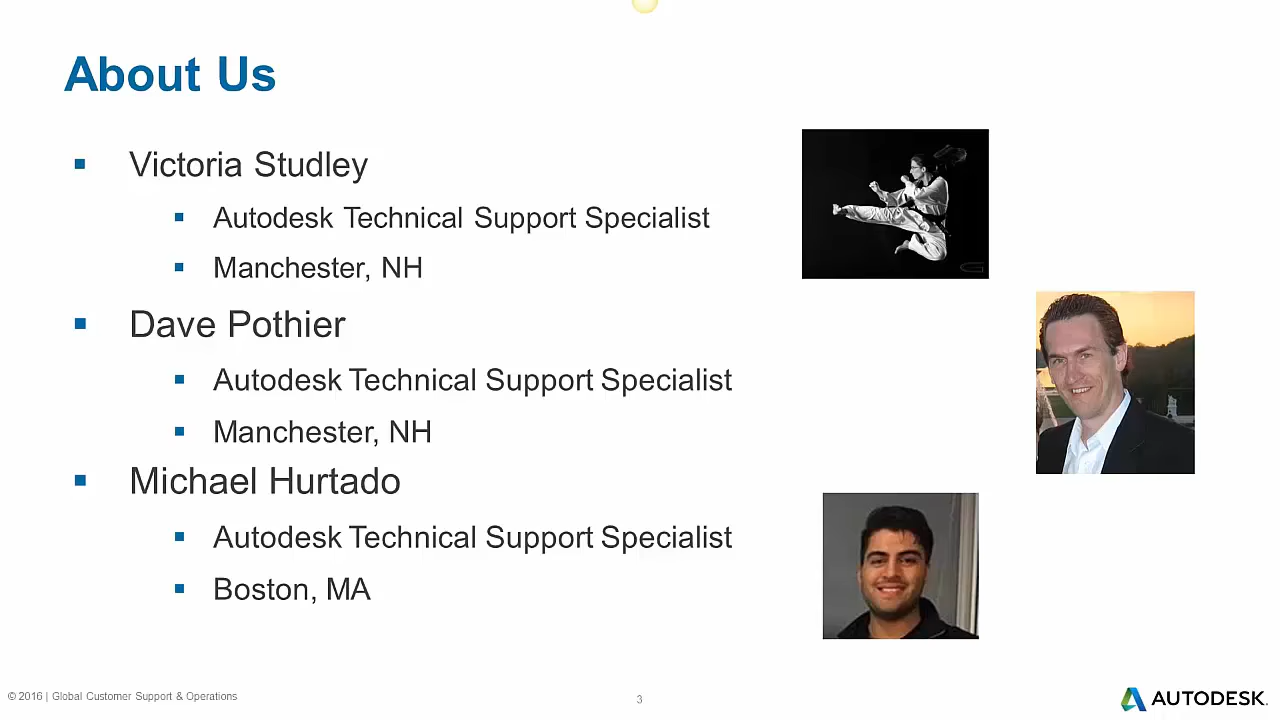 About Us
Victoria Studley
Autodesk Technical Support Specialist
Manchester, NH
Dave Pothier
Autodesk Technical Support Specialist
Manchester, NH
Michael Hurtado
Autodesk Technical Support Specialist
Boston, MA
© 2016 | Global Customer Support & Operations
3
AUTODESK.